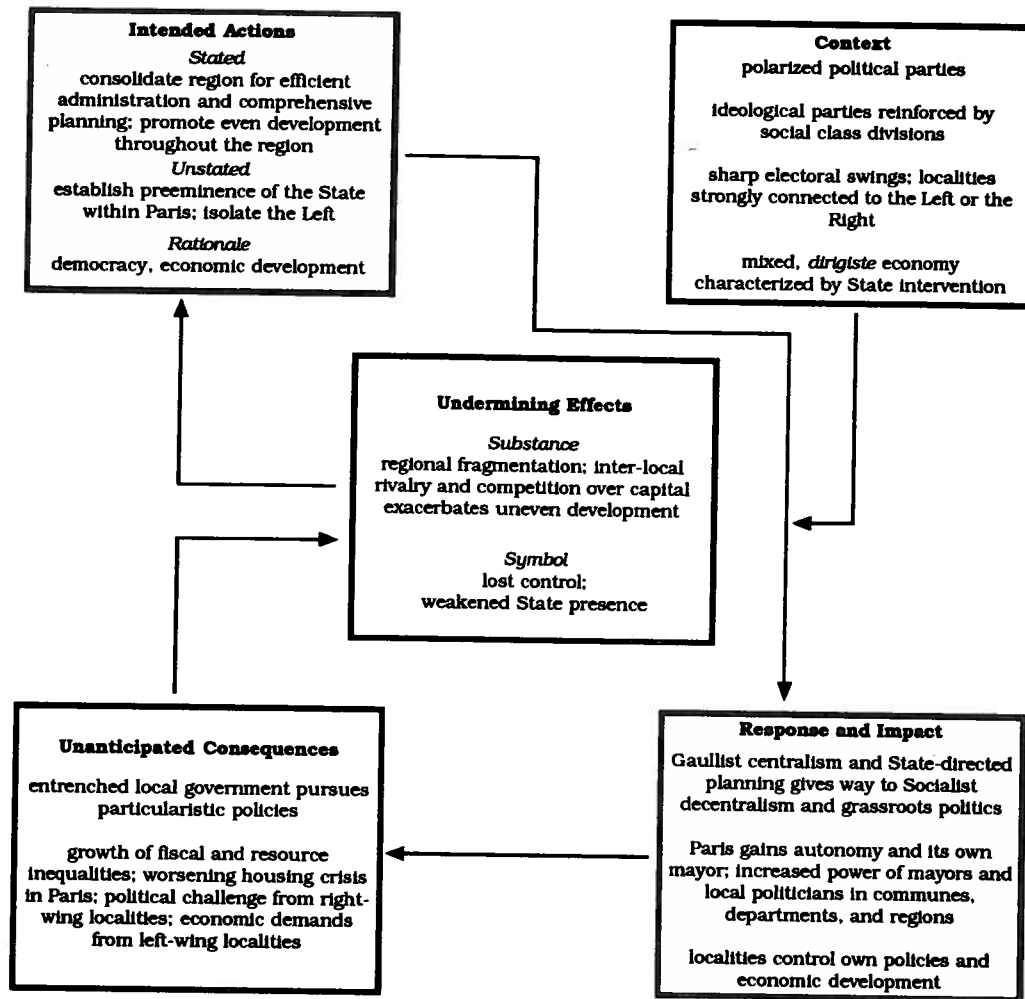 Intended Actions
Stated
consolidate region for efficient
administration and comprehensive
planning; promote even development
throughout the region
Unstated
establish preeminence of the State
within Paris; isolate the Left
Rationale
democracy, economic development
Context
polarized political parties
ideological parties reinforced by
social class divisions
sharp electoral swings; localities
strongly connected to the Left or the
Right
mixed, dirigiste economy
characterized by State intervention
Undermining Effects
Substance
regional fragmentation; inter-local
rivalry and competition over capital
exacerbates uneven development
Symbol
lost control;
weakened State presence
Unanticipated Consequences
entrenched local government pursues
particularistic policies
growth of fiscal and resource
inequalities; worsening housing crisis
in Paris; political challenge from right-
wing localities; economic demands
from left-wing localities
Response and Impact
Gaullist centralism and State-directed
planning gives way to Socialist
decentralism and grassroots politics
Paris gains autonomy and its own
mayor; increased power of mayors and
local politicians in communes,
departments, and regions
localities control own policies and
economic development